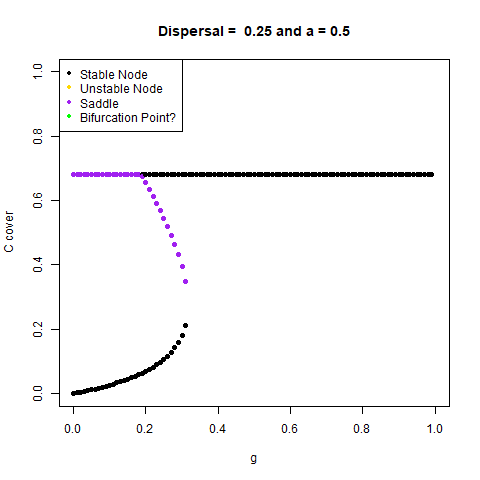 Dispersal =  0.25 and a = 0.5
Stable Node
Unstable Node
Saddle
Bifurcation Point?
C cover
1.0
0.8
0.6
0.4
0.2
0.0
0.0 0.2 0.4 0.6 0.8 1.0
g